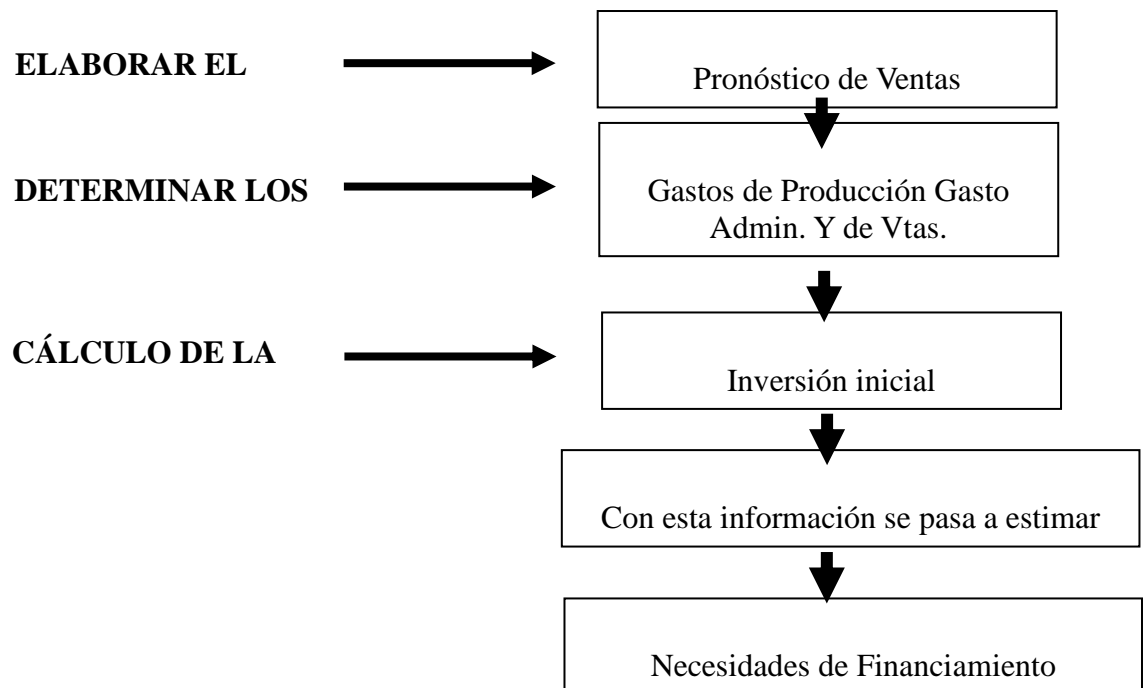 ELABORAR EL
Pronóstico de Ventas
DETERMINAR LOS
Gastos de Producción Gasto
Admin. Y de Vtas.
CÁLCULO DE LA
Inversión inicial
Con esta información se pasa a estimar
Necesidades de Financiamiento